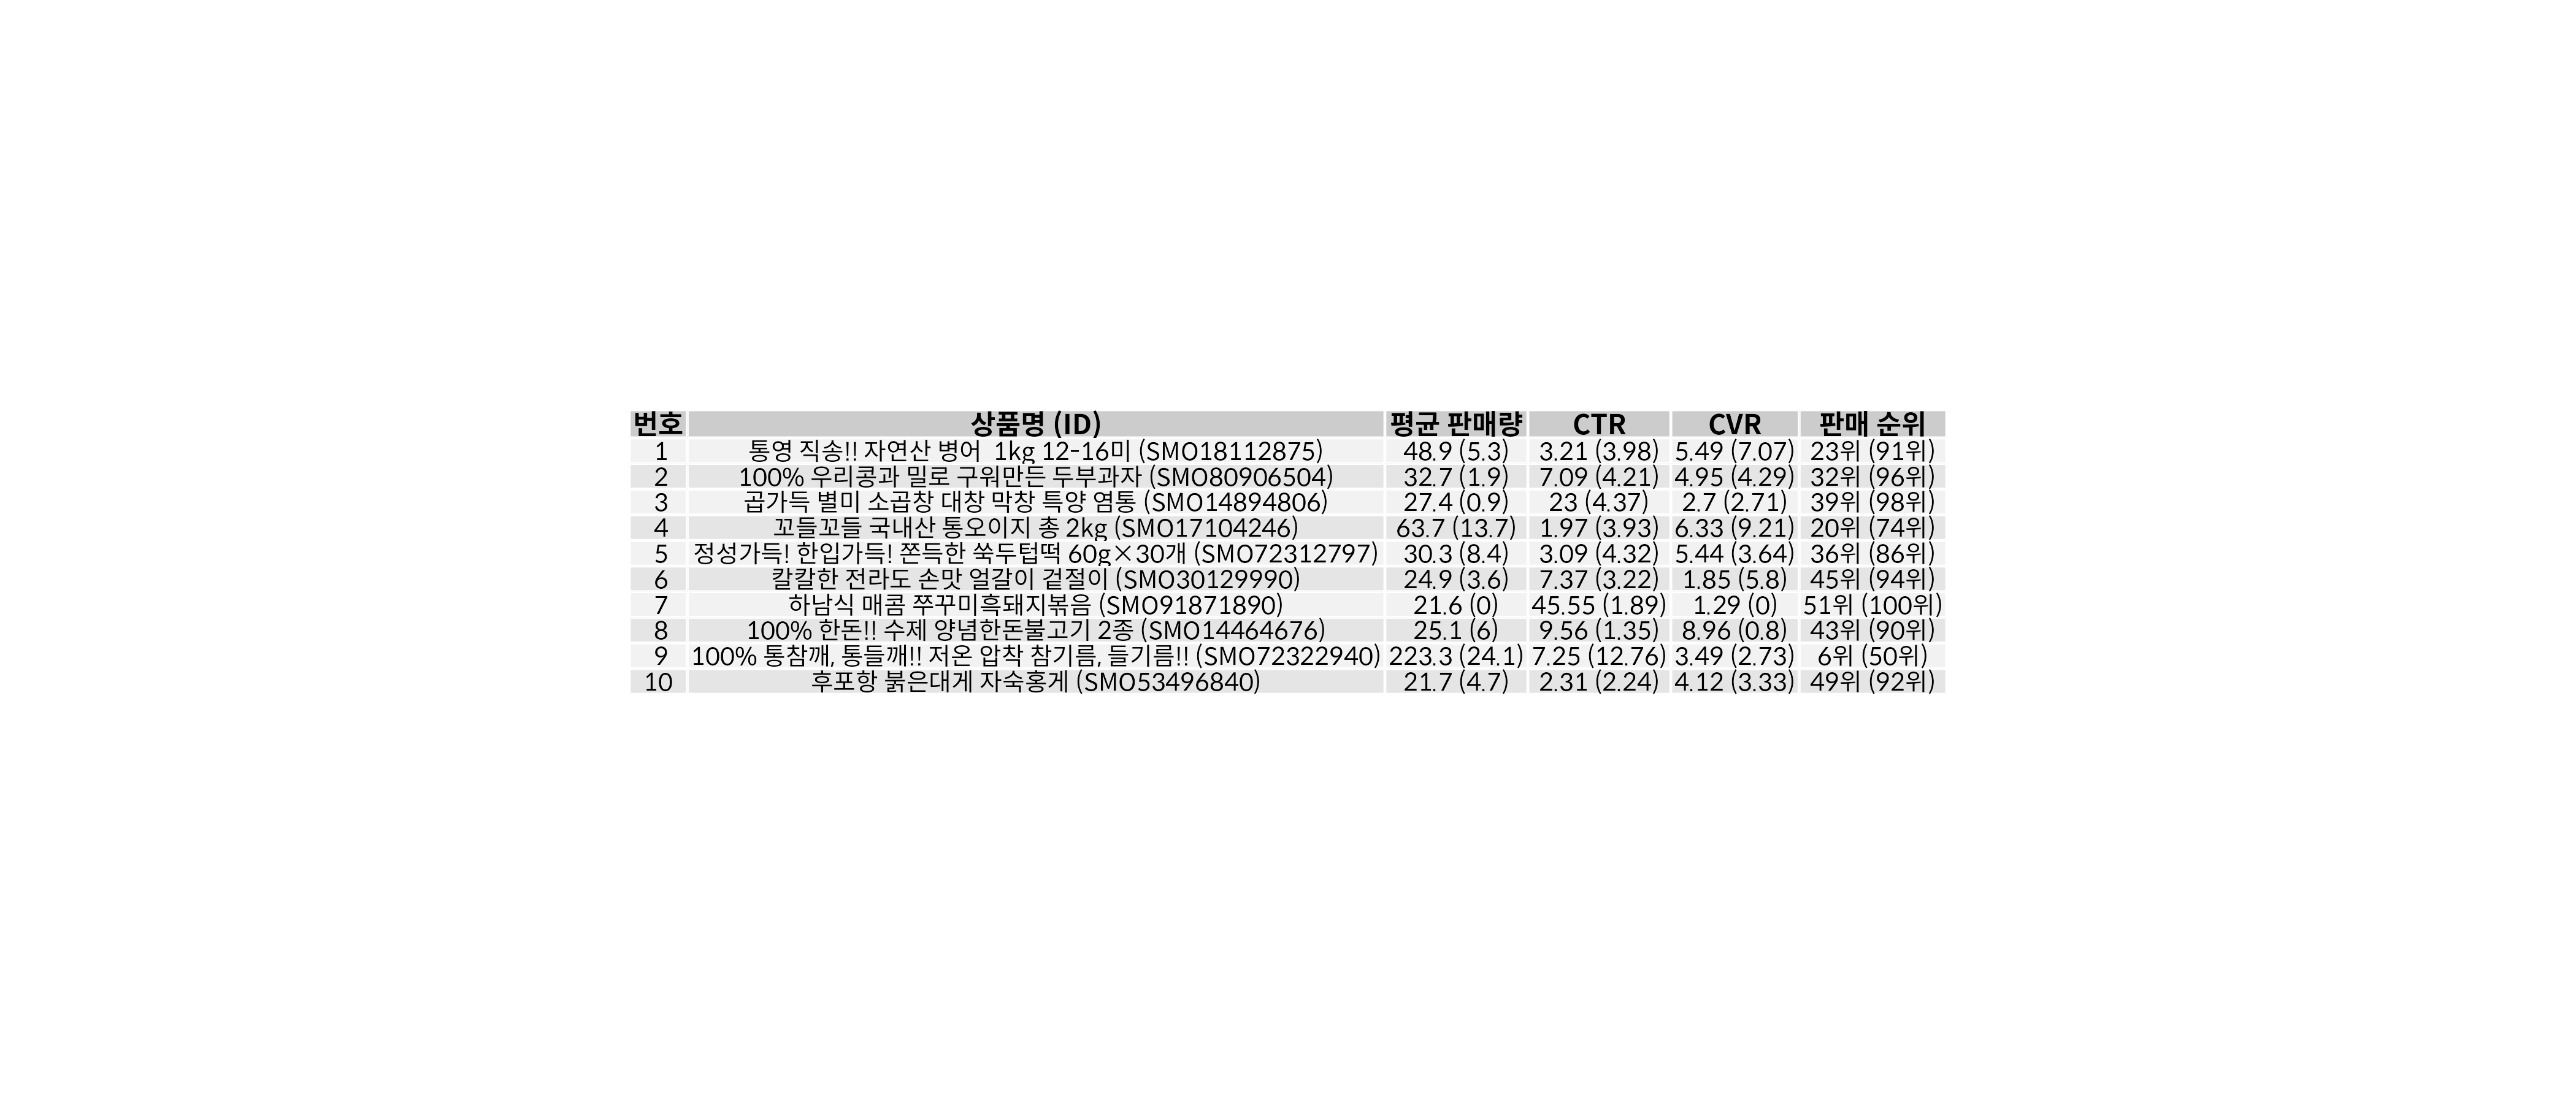 번호 상품명 (ID) 평균 판매량 CTR CVR 판매 순위
1 통영 직송!! 자연산 병어 1kg 12-16미 (SMO18112875) 48.9 (5.3) 3.21 (3.98) 5.49 (7.07) 23위 (91위)
2 100% 우리콩과 밀로 구워만든 두부과자 (SMO80906504) 32.7 (1.9) 7.09 (4.21) 4.95 (4.29) 32위 (96위)
3 곱가득 별미 소곱창 대창 막창 특양 염통 (SMO14894806) 27.4 (0.9) 23 (4.37) 2.7 (2.71) 39위 (98위)
4 꼬들꼬들 국내산 통오이지 총 2kg (SMO17104246) 63.7 (13.7) 1.97 (3.93) 6.33 (9.21) 20위 (74위)
5 정성가득! 한입가득! 쫀득한 쑥두텁떡 60g×30개 (SMO72312797) 30.3 (8.4) 3.09 (4.32) 5.44 (3.64) 36위 (86위)
6 칼칼한 전라도 손맛 얼갈이 겉절이 (SMO30129990) 24.9 (3.6) 7.37 (3.22) 1.85 (5.8) 45위 (94위)
7 하남식 매콤 쭈꾸미흑돼지볶음 (SMO91871890) 21.6 (0) 45.55 (1.89) 1.29 (0) 51위 (100위)
8 100% 한돈!! 수제 양념한돈불고기 2종 (SMO14464676) 25.1 (6) 9.56 (1.35) 8.96 (0.8) 43위 (90위)
9 100% 통참깨, 통들깨!! 저온 압착 참기름, 들기름!! (SMO72322940) 223.3 (24.1) 7.25 (12.76) 3.49 (2.73) 6위 (50위)
10 후포항 붉은대게 자숙홍게 (SMO53496840) 21.7 (4.7) 2.31 (2.24) 4.12 (3.33) 49위 (92위)